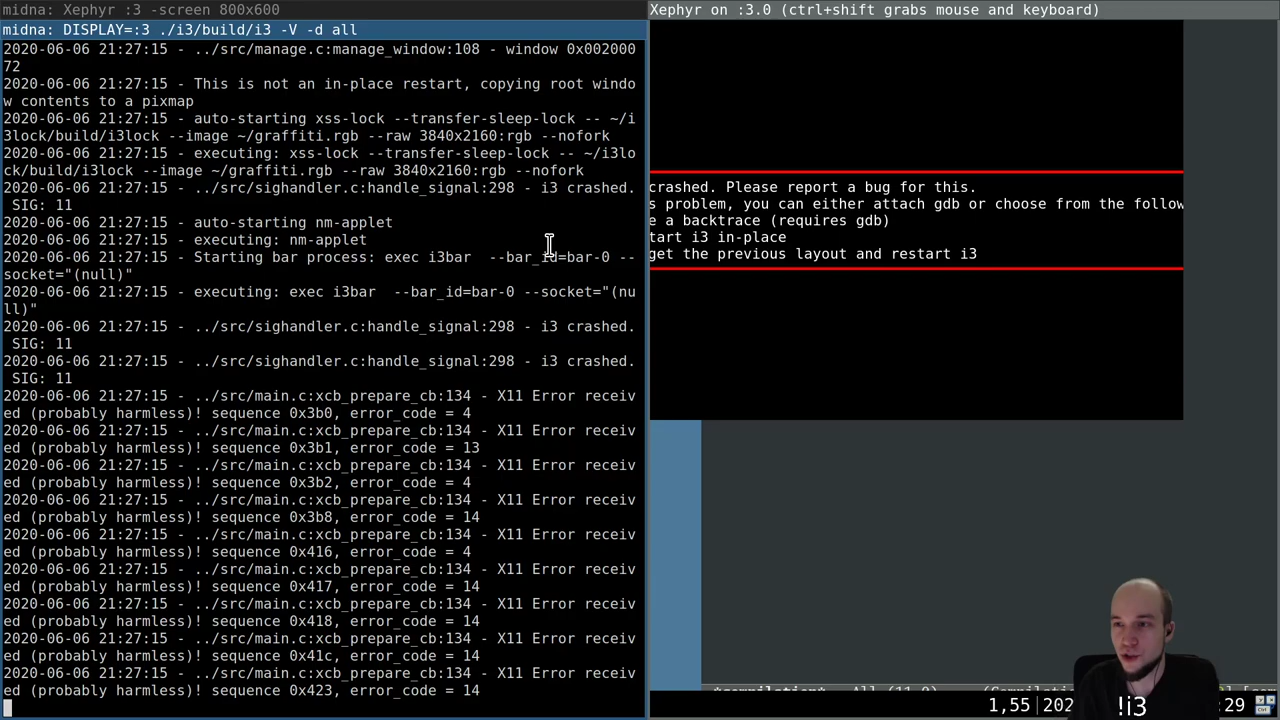 midna: Xephyr :3 -screen 800x600
midna: DISPLAY=:3 ./i3/build/i3 -V -d all
2020-06-06 21:27:15 - ../src/manage.c:manage_window:108 - window 0x002000
72
2020-06-06 21:27:15 - This is not an in-place restart, copying root windo
w contents to a pixmap
2020-06-06 21:27:15 - auto-starting xss-lock --transfer-sleep-lock -- ~/i
3lock/build/i3lock --image ~/graffiti.rgb --raw 3840x2160:rgb --nofork
2020-06-06 21:27:15 - executing: xss-lock --transfer-sleep-lock -- ~/i3lo
ck/build/i3lock --image ~/graffiti.rgb --raw 3840x2160:rgb --nofork
2020-06-06 21:27:15 - ../src/sighandler.c:handle_signal:298 - i3 crashed.
 SIG: 11
2020-06-06 21:27:15 - auto-starting nm-applet
2020-06-06 21:27:15 - executing: nm-applet
2020-06-06 21:27:15 - Starting bar process: exec i3bar  --bar_id=bar-0 --
socket="(null)"
2020-06-06 21:27:15 - executing: exec i3bar  --bar_id=bar-0 --socket="(nu
ll)"
2020-06-06 21:27:15 - ../src/sighandler.c:handle_signal:298 - i3 crashed.
 SIG: 11
2020-06-06 21:27:15 - ../src/sighandler.c:handle_signal:298 - i3 crashed.
 SIG: 11
2020-06-06 21:27:15 - ../src/main.c:xcb_prepare_cb:134 - X11 Error receiv
ed (probably harmless)! sequence 0x3b0, error_code = 4
2020-06-06 21:27:15 - ../src/main.c:xcb_prepare_cb:134 - X11 Error receiv
ed (probably harmless)! sequence 0x3b1, error_code = 13
2020-06-06 21:27:15 - ../src/main.c:xcb_prepare_cb:134 - X11 Error receiv
ed (probably harmless)! sequence 0x3b2, error_code = 4
2020-06-06 21:27:15 - ../src/main.c:xcb_prepare_cb:134 - X11 Error receiv
ed (probably harmless)! sequence 0x3b8, error_code = 14
2020-06-06 21:27:15 - ../src/main.c:xcb_prepare_cb:134 - X11 Error receiv
ed (probably harmless)! sequence 0x416, error_code = 4
2020-06-06 21:27:15 - ../src/main.c:xcb_prepare_cb:134 - X11 Error receiv
ed (probably harmless)! sequence 0x417, error_code = 14
2020-06-06 21:27:15 - ../src/main.c:xcb_prepare_cb:134 - X11 Error receiv
ed (probably harmless)! sequence 0x418, error_code = 14
2020-06-06 21:27:15 - ../src/main.c:xcb_prepare_cb:134 - X11 Error receiv
ed (probably harmless)! sequence 0x41c, error_code = 14
2020-06-06 21:27:15 - ../src/main.c:xcb_prepare_cb:134 - X11 Error receiv
ed (probably harmless)! sequence 0x423, error_code = 14
Xephyr on :3.0 (ctrl+shift grabs mouse and keyboard)
crashed. Please report a bug for this.
s problem, you can either attach gdb or choose from the follow
e a backtrace (requires gdb)
tart i3 in-place
get the previous layout and restart i3
1,55 202 !i3 :29